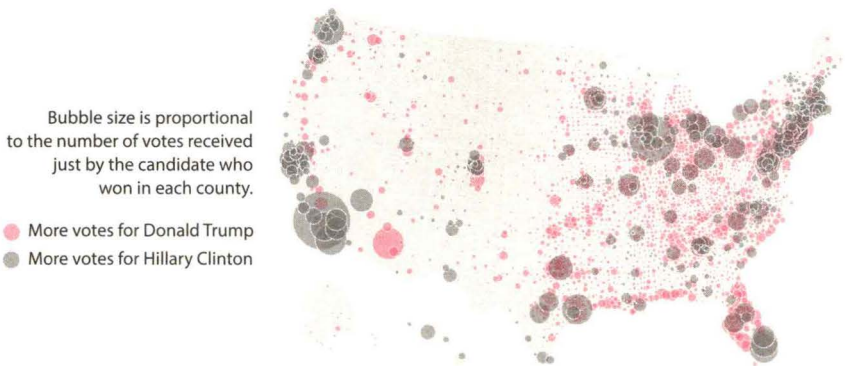 Bubble size is proportional
to the number of votes received
just by the candidate who
won in each county.
More votes for Donald Trump
More votes for Hillary Clinton